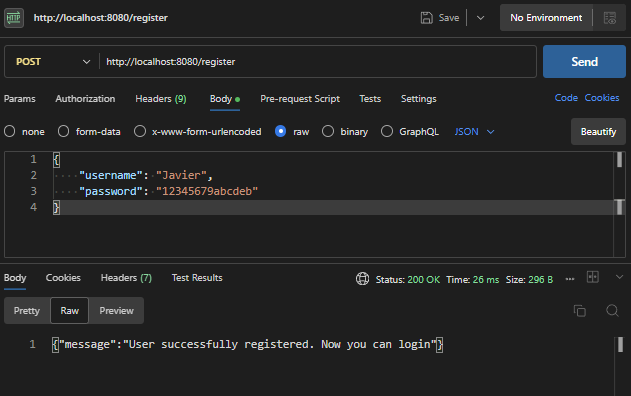 HTTP http://localhost:8080/register Save No Environment
POST http://localhost:8080/register Send
Params Authorization Headers (9) Body Pre-request Script Tests Settings Code Cookies
none form-data x-www-form-urlencoded raw binary GraphQL JSON Beautify
1 {
2 "username": "Javier",
3 "password": "12345679abcdeb"
4 }
Body Cookies Headers (7) Test Results Status: 200 OK Time: 26 ms Size: 296 B
Pretty Raw Preview
1 {"message":"User successfully registered. Now you can login"}